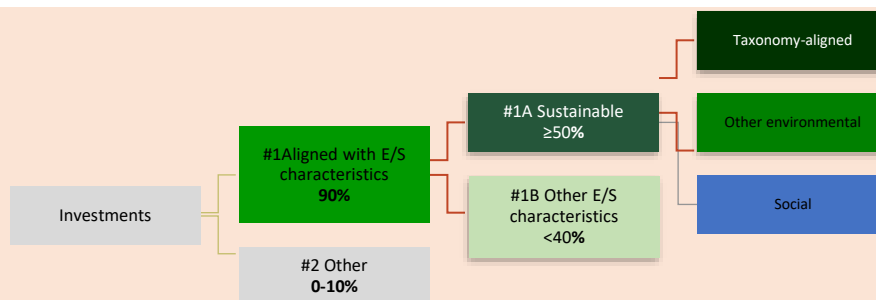 Investments
#1Aligned with E/S
characteristics
90%
#2 Other
0-10%
#1A Sustainable
≥50%
#1B Other E/S
characteristics
<40%
Taxonomy-aligned
Other environmental
Social